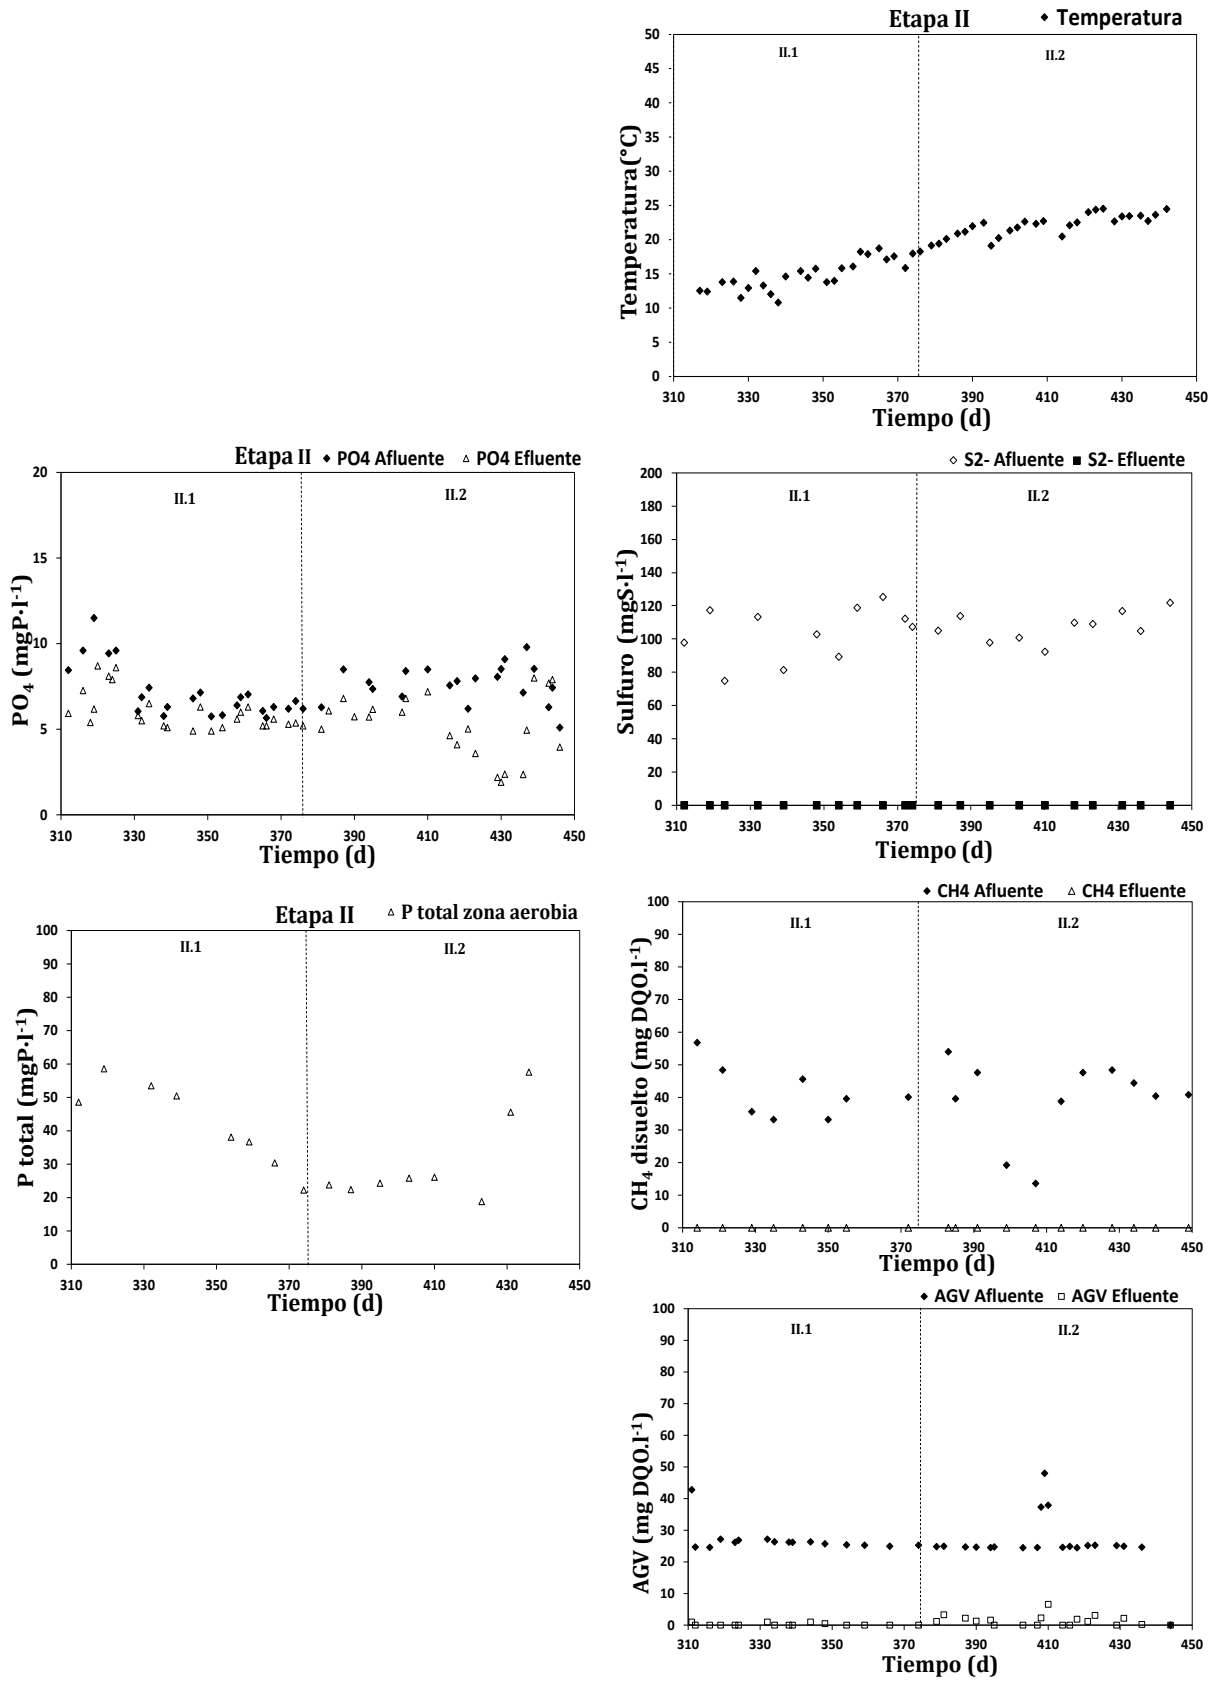 Etapa II ◆ Temperatura
50
45
40
35
30
25
20
15
10
5
0
II.1
II.2
Temperatura(°C)
310 330 350 370 390 410 430 450
Tiempo (d)
Etapa II ◆ PO4 Afluente △ PO4 Efluente
20
15
10
5
0
II.1
II.2
PO₄ (mgP·l⁻¹)
310 330 350 370 390 410 430 450
Tiempo (d)
◇ S2- Afluente ■ S2- Efluente
200
180
160
140
120
100
80
60
40
20
0
II.1
II.2
Sulfuro (mgS·l⁻¹)
310 330 350 370 390 410 430 450
Tiempo (d)
Etapa II △ P total zona aerobia
100
90
80
70
60
50
40
30
20
10
0
II.1
II.2
P total (mgP·l⁻¹)
310 330 350 370 390 410 430 450
Tiempo (d)
◆ CH4 Afluente △ CH4 Efluente
100
90
80
70
60
50
40
30
20
10
0
II.1
II.2
CH₄ disuelto (mg DQO.l⁻¹)
310 330 350 370 390 410 430 450
Tiempo (d)
◆ AGV Afluente □ AGV Efluente
100
90
80
70
60
50
40
30
20
10
0
II.1
II.2
AGV (mg DQO.l⁻¹)
310 330 350 370 390 410 430 450
Tiempo (d)